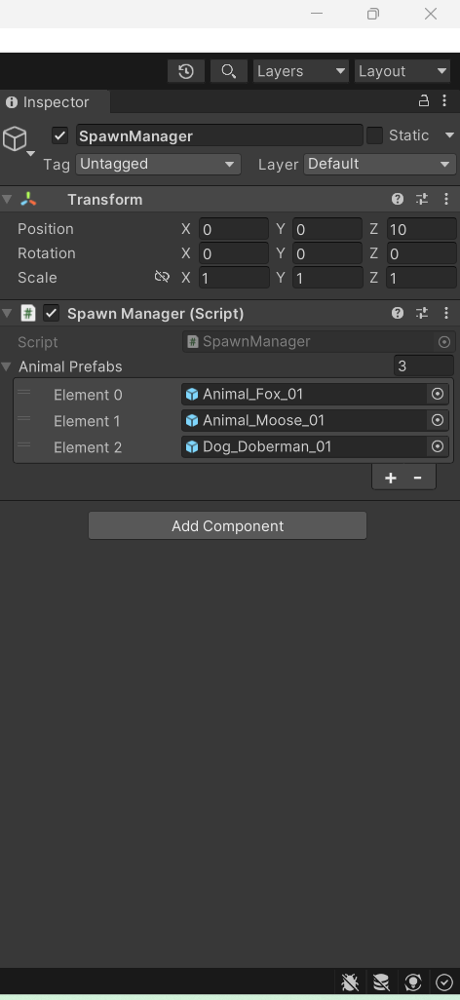 Layers Layout
Inspector
SpawnManager Static
Tag Untagged Layer Default
Transform
Position X 0 Y 0 Z 10
Rotation X 0 Y 0 Z 0
Scale X 1 Y 1 Z 1
# Spawn Manager (Script)
Script # SpawnManager
Animal Prefabs 3
Element 0 Animal_Fox_01
Element 1 Animal_Moose_01
Element 2 Dog_Doberman_01
+ -
Add Component